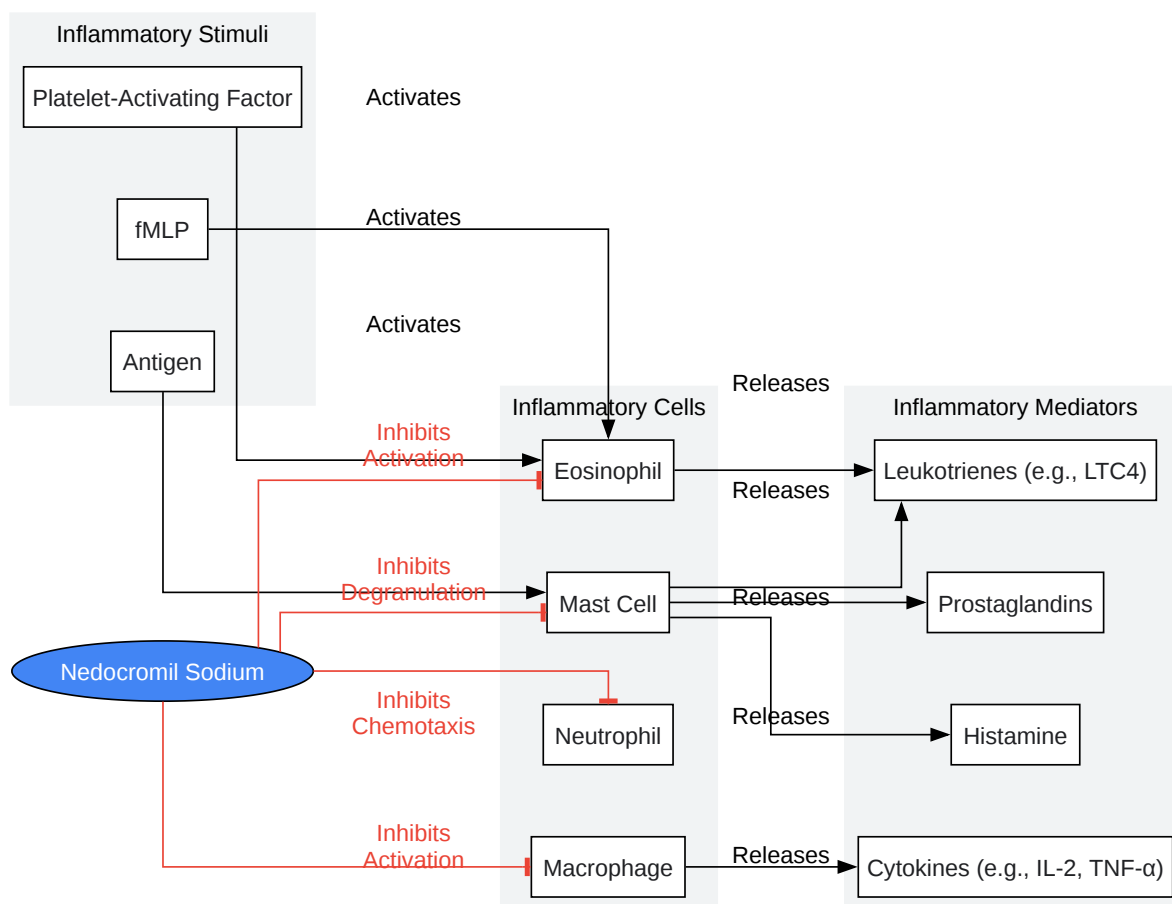 Inflammatory Stimuli
Platelet-Activating Factor
Activates
fMLP
Activates
Antigen
Activates
Inflammatory Cells
Releases
Inflammatory Mediators
Inhibits
Activation
Eosinophil
Releases
Leukotrienes (e.g., LTC4)
Inhibits
Degranulation
Mast Cell
Releases
Prostaglandins
Nedocromil Sodium
Inhibits
Chemotaxis
Neutrophil
Releases
Histamine
Inhibits
Activation
Macrophage
Releases
Cytokines (e.g., IL-2, TNF-α)